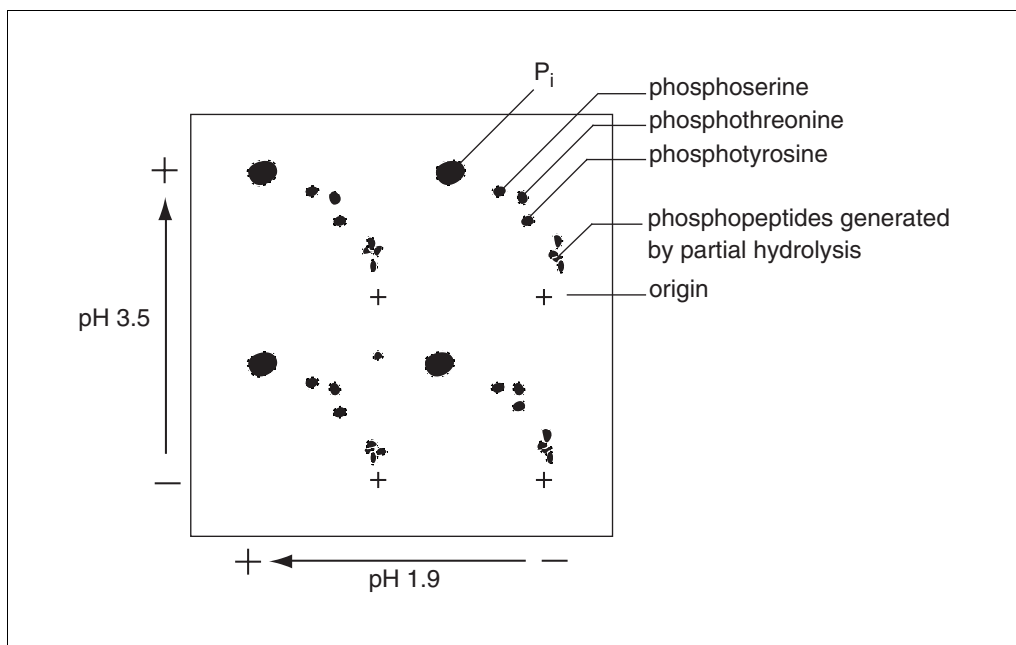 Pi
phosphoserine
phosphothreonine
phosphotyrosine
phosphopeptides generated
by partial hydrolysis
origin
+
pH 3.5
−
+
−
pH 1.9